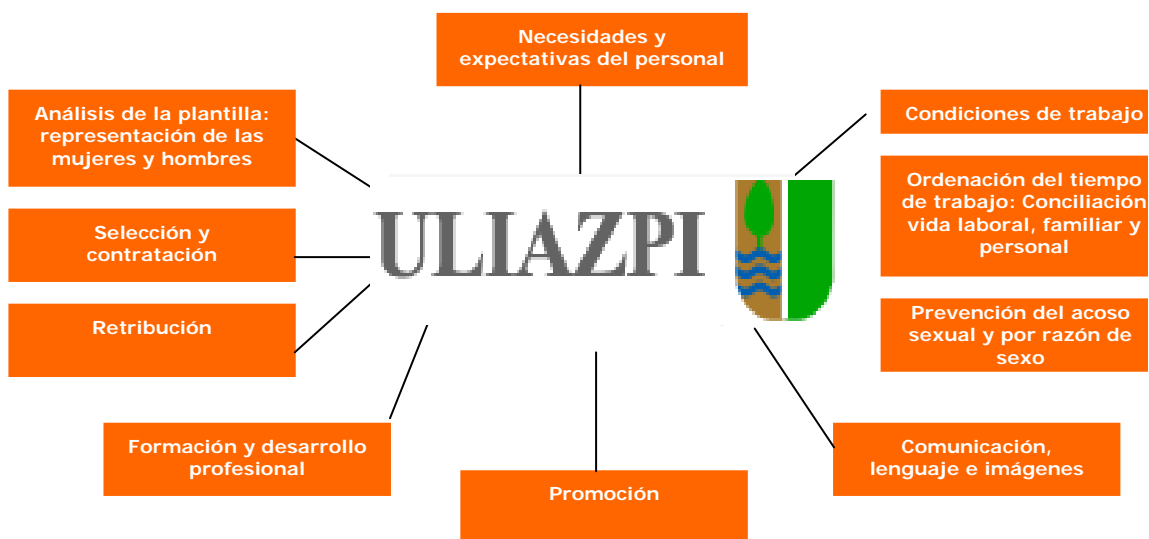 Necesidades y
expectativas del personal
Análisis de la plantilla:
representación de las
mujeres y hombres
Condiciones de trabajo
Selección y
contratación
ULIAZPI
Ordenación del tiempo
de trabajo: Conciliación
vida laboral, familiar y
personal
Retribución
Prevención del acoso
sexual y por razón de
sexo
Formación y desarrollo
profesional
Promoción
Comunicación,
lenguaje e imágenes